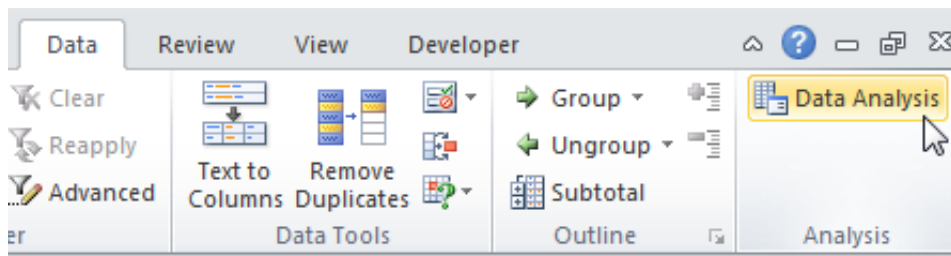 Data Review View Developer
Clear
Reapply
Advanced
Text to
Columns
Remove
Duplicates
Group
Ungroup
Subtotal
Data Analysis
er Data Tools Outline Analysis